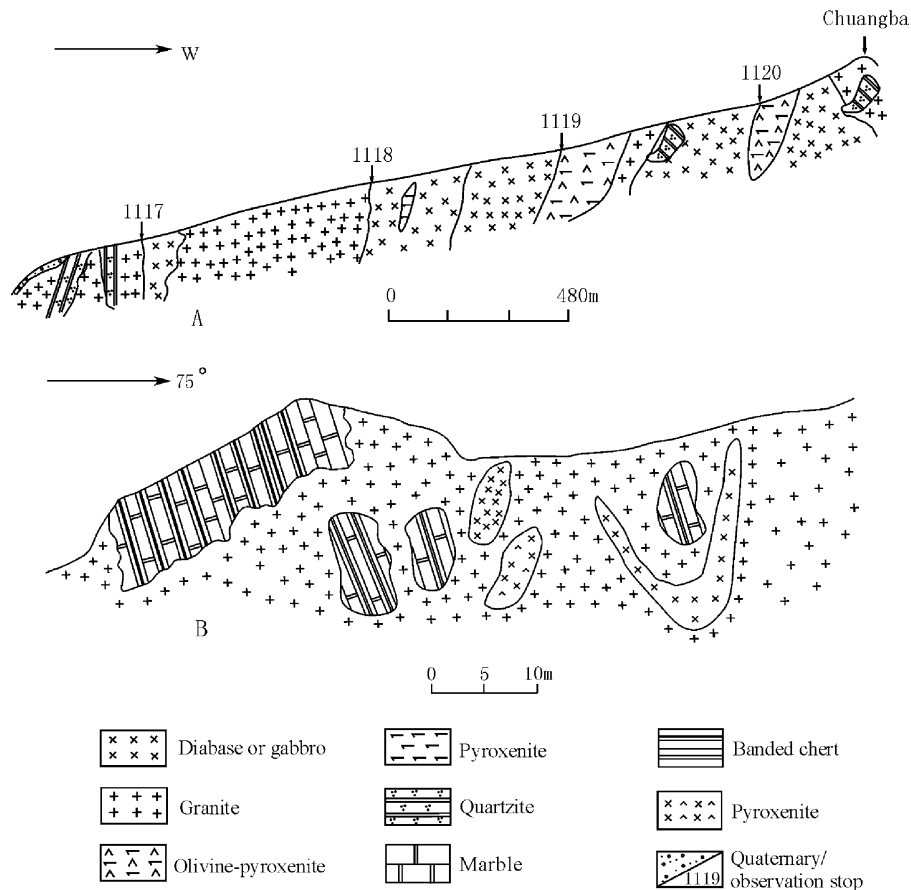 Chuangba
W
1120
1119
1118
1117
A
0 480m
75°
B
0 5 10m
Diabase or gabbro
Pyroxenite
Banded chert
Granite
Quartzite
Pyroxenite
Olivine-pyroxenite
Marble
1119
Quaternary/
observation stop